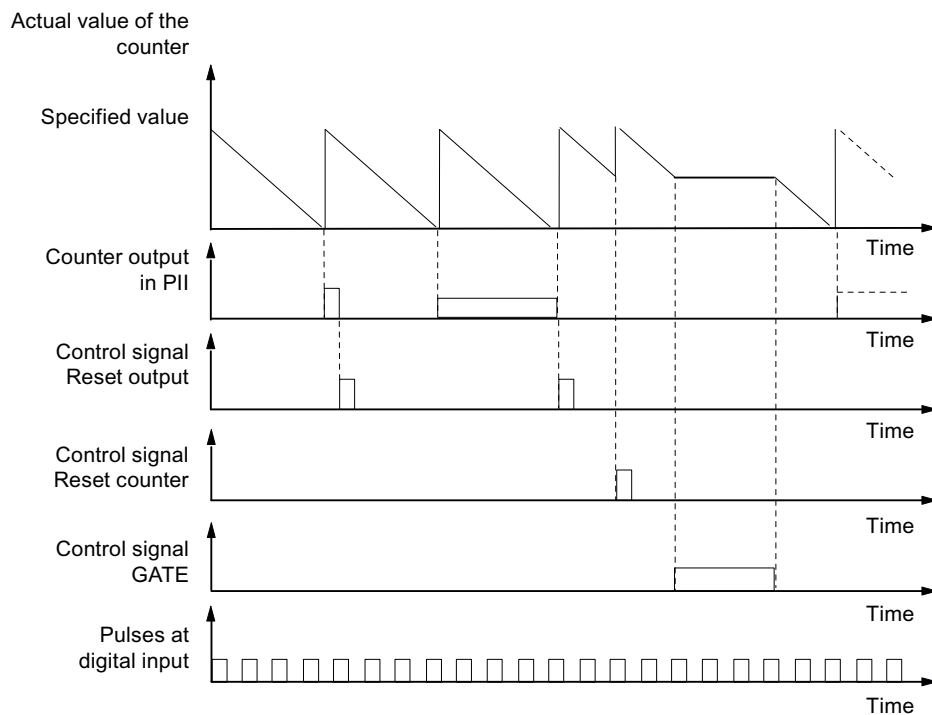 Actual value of the
counter
Specified value
Time
Counter output
in PII
Time
Control signal
Reset output
Time
Control signal
Reset counter
Time
Control signal
GATE
Time
Pulses at
digital input
Time